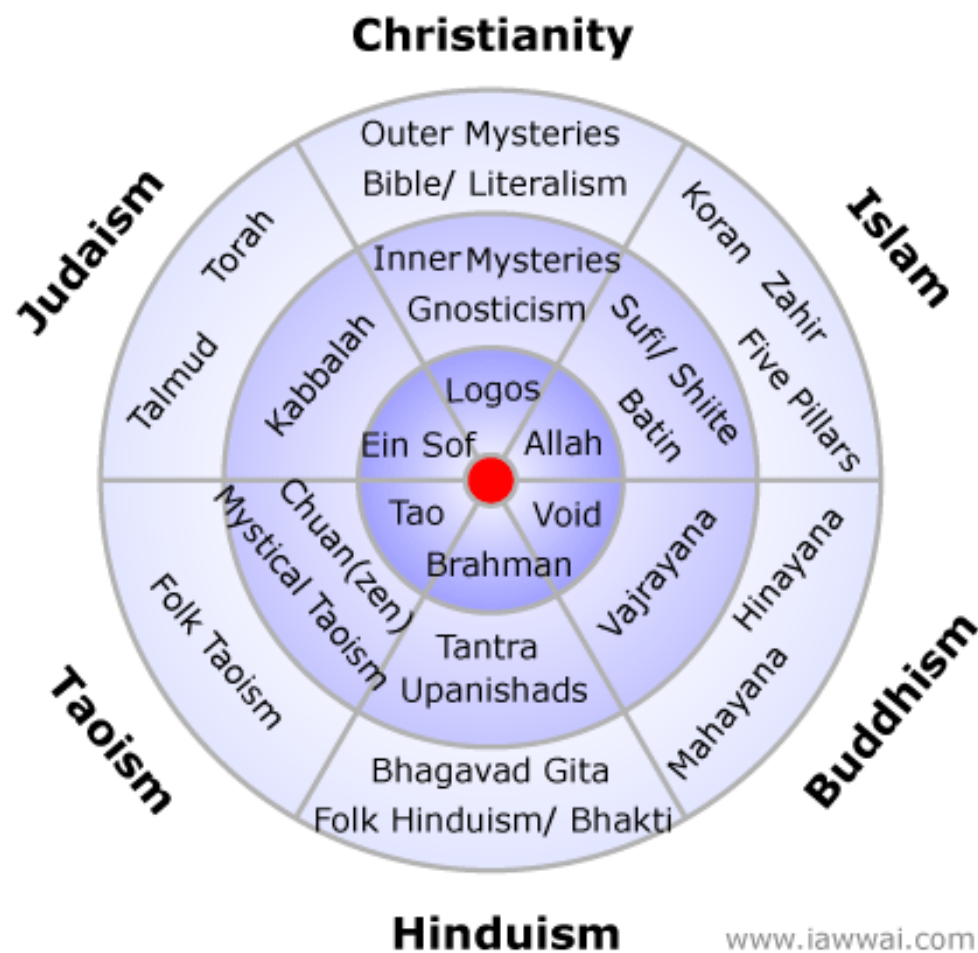 Christianity
Outer Mysteries
Bible/ Literalism
Inner Mysteries
Gnosticism
Logos
Judaism
Torah
Talmud
Kabbalah
Ein Sof
Islam
Koran Zahir
Five Pillars
Sufi/ Shiite
Batin
Allah
Taoism
Folk Taoism
Mystical Taoism
Chuan(zen)
Tao
Buddhism
Hinayana
Mahayana
Vajrayana
Void
Brahman
Tantra
Upanishads
Bhagavad Gita
Folk Hinduism/ Bhakti
Hinduism
www.iawwai.com